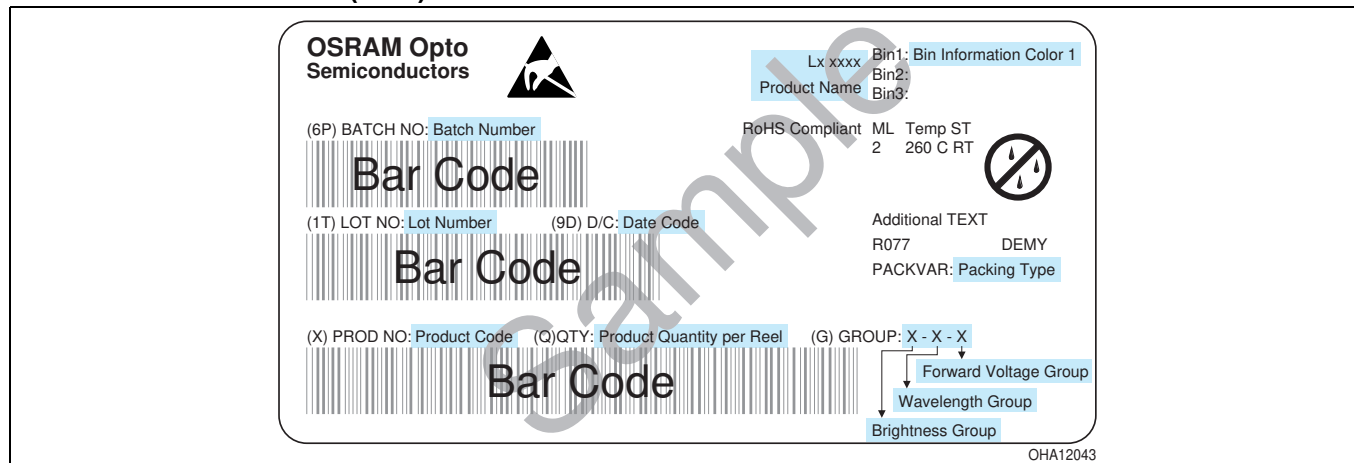 (
OSRAM Opto
Semiconductors
Lx xxxx
Product Name
Bin1: Bin Information Color 1
Bin2:
Bin3:
(6P) BATCH NO: Batch Number
Bar Code
RoHS Compliant
ML Temp ST
2 260 C RT
(1T) LOT NO: Lot Number (9D) D/C: Date Code
Bar Code
Additional TEXT
R077 DEMY
PACKVAR: Packing Type
(X) PROD NO: Product Code (Q)QTY: Product Quantity per Reel (G) GROUP: X - X - X
Bar Code
Forward Voltage Group
Wavelength Group
Brightness Group
Sample
OHA12043